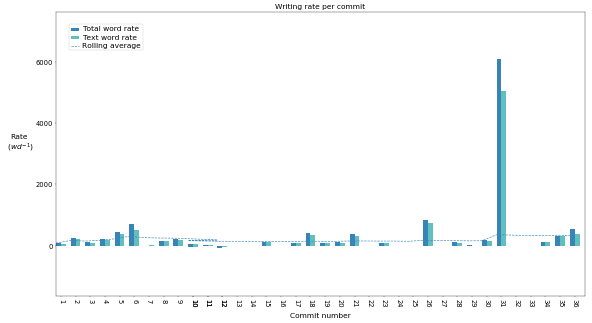 Writing rate per commit
Total word rate
Text word rate
Rolling average
6000
4000
2000
0
Rate
(wd⁻¹)
1 2 3 4 5 6 7 8 9 10 11 12 13 14 15 16 17 18 19 20 21 22 23 24 25 26 27 28 29 30 31 32 33 34 35 36
Commit number